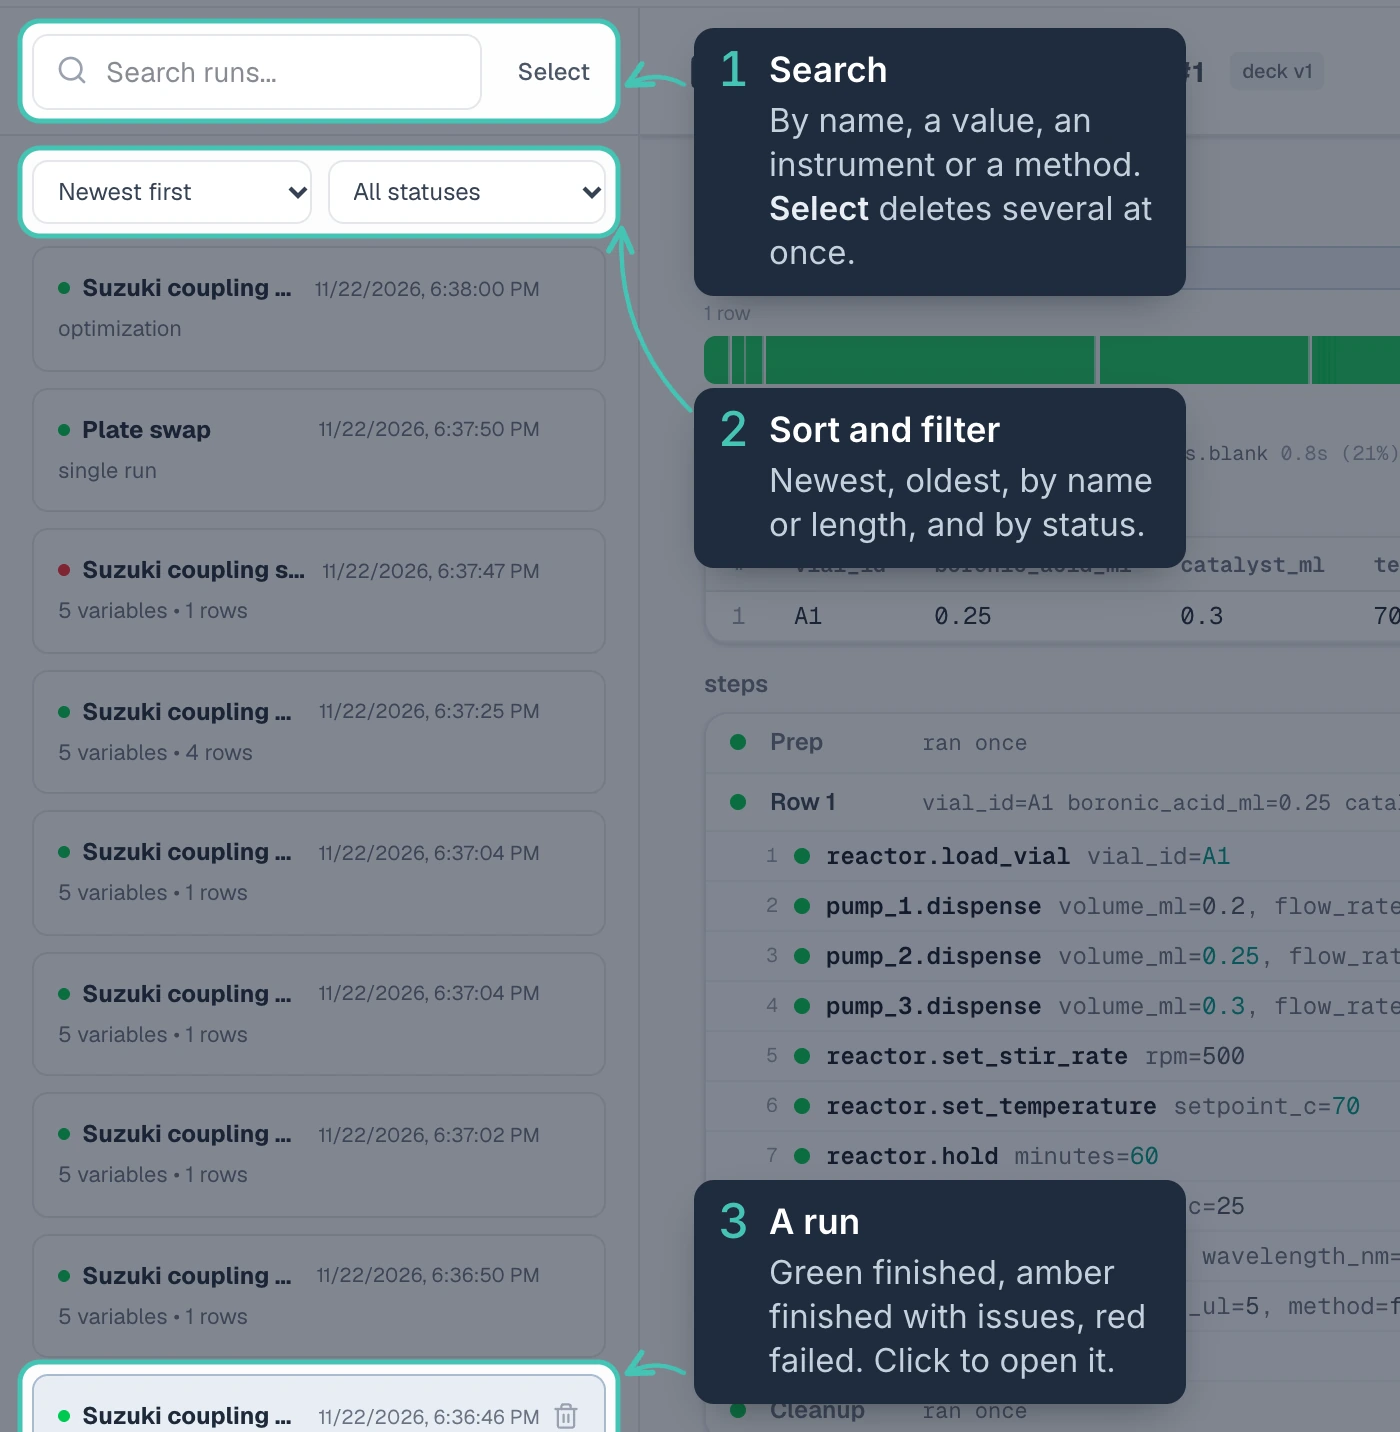 Search runs...
Select
Newest first
All statuses
Suzuki coupling ... 11/22/2026, 6:38:00 PM
optimization
Plate swap 11/22/2026, 6:37:50 PM
single run
Suzuki coupling s... 11/22/2026, 6:37:47 PM
5 variables • 1 rows
Suzuki coupling ... 11/22/2026, 6:37:25 PM
5 variables • 4 rows
Suzuki coupling ... 11/22/2026, 6:37:04 PM
5 variables • 1 rows
Suzuki coupling ... 11/22/2026, 6:37:04 PM
5 variables • 1 rows
Suzuki coupling ... 11/22/2026, 6:37:02 PM
5 variables • 1 rows
Suzuki coupling ... 11/22/2026, 6:36:50 PM
5 variables • 1 rows
Suzuki coupling ... 11/22/2026, 6:36:46 PM
1 Search
By name, a value, an
instrument or a method.
Select deletes several at
once.
#1 deck v1
1 row
2 Sort and filter
Newest, oldest, by name
or length, and by status.
s.blank 0.8s (21%)
vial_id boronic_acid_ml catalyst_ml te
1 A1 0.25 0.3 70
steps
Prep ran once
Row 1 vial_id=A1 boronic_acid_ml=0.25 cata
1 reactor.load_vial vial_id=A1
2 pump_1.dispense volume_ml=0.2, flow_rate
3 pump_2.dispense volume_ml=0.25, flow_rat
4 pump_3.dispense volume_ml=0.3, flow_rate
5 reactor.set_stir_rate rpm=500
6 reactor.set_temperature setpoint_c=70
7 reactor.hold minutes=60
c=25
wavelength_nm=
_ul=5, method=f
3 A run
Green finished, amber
finished with issues, red
failed. Click to open it.
Cleanup ran once